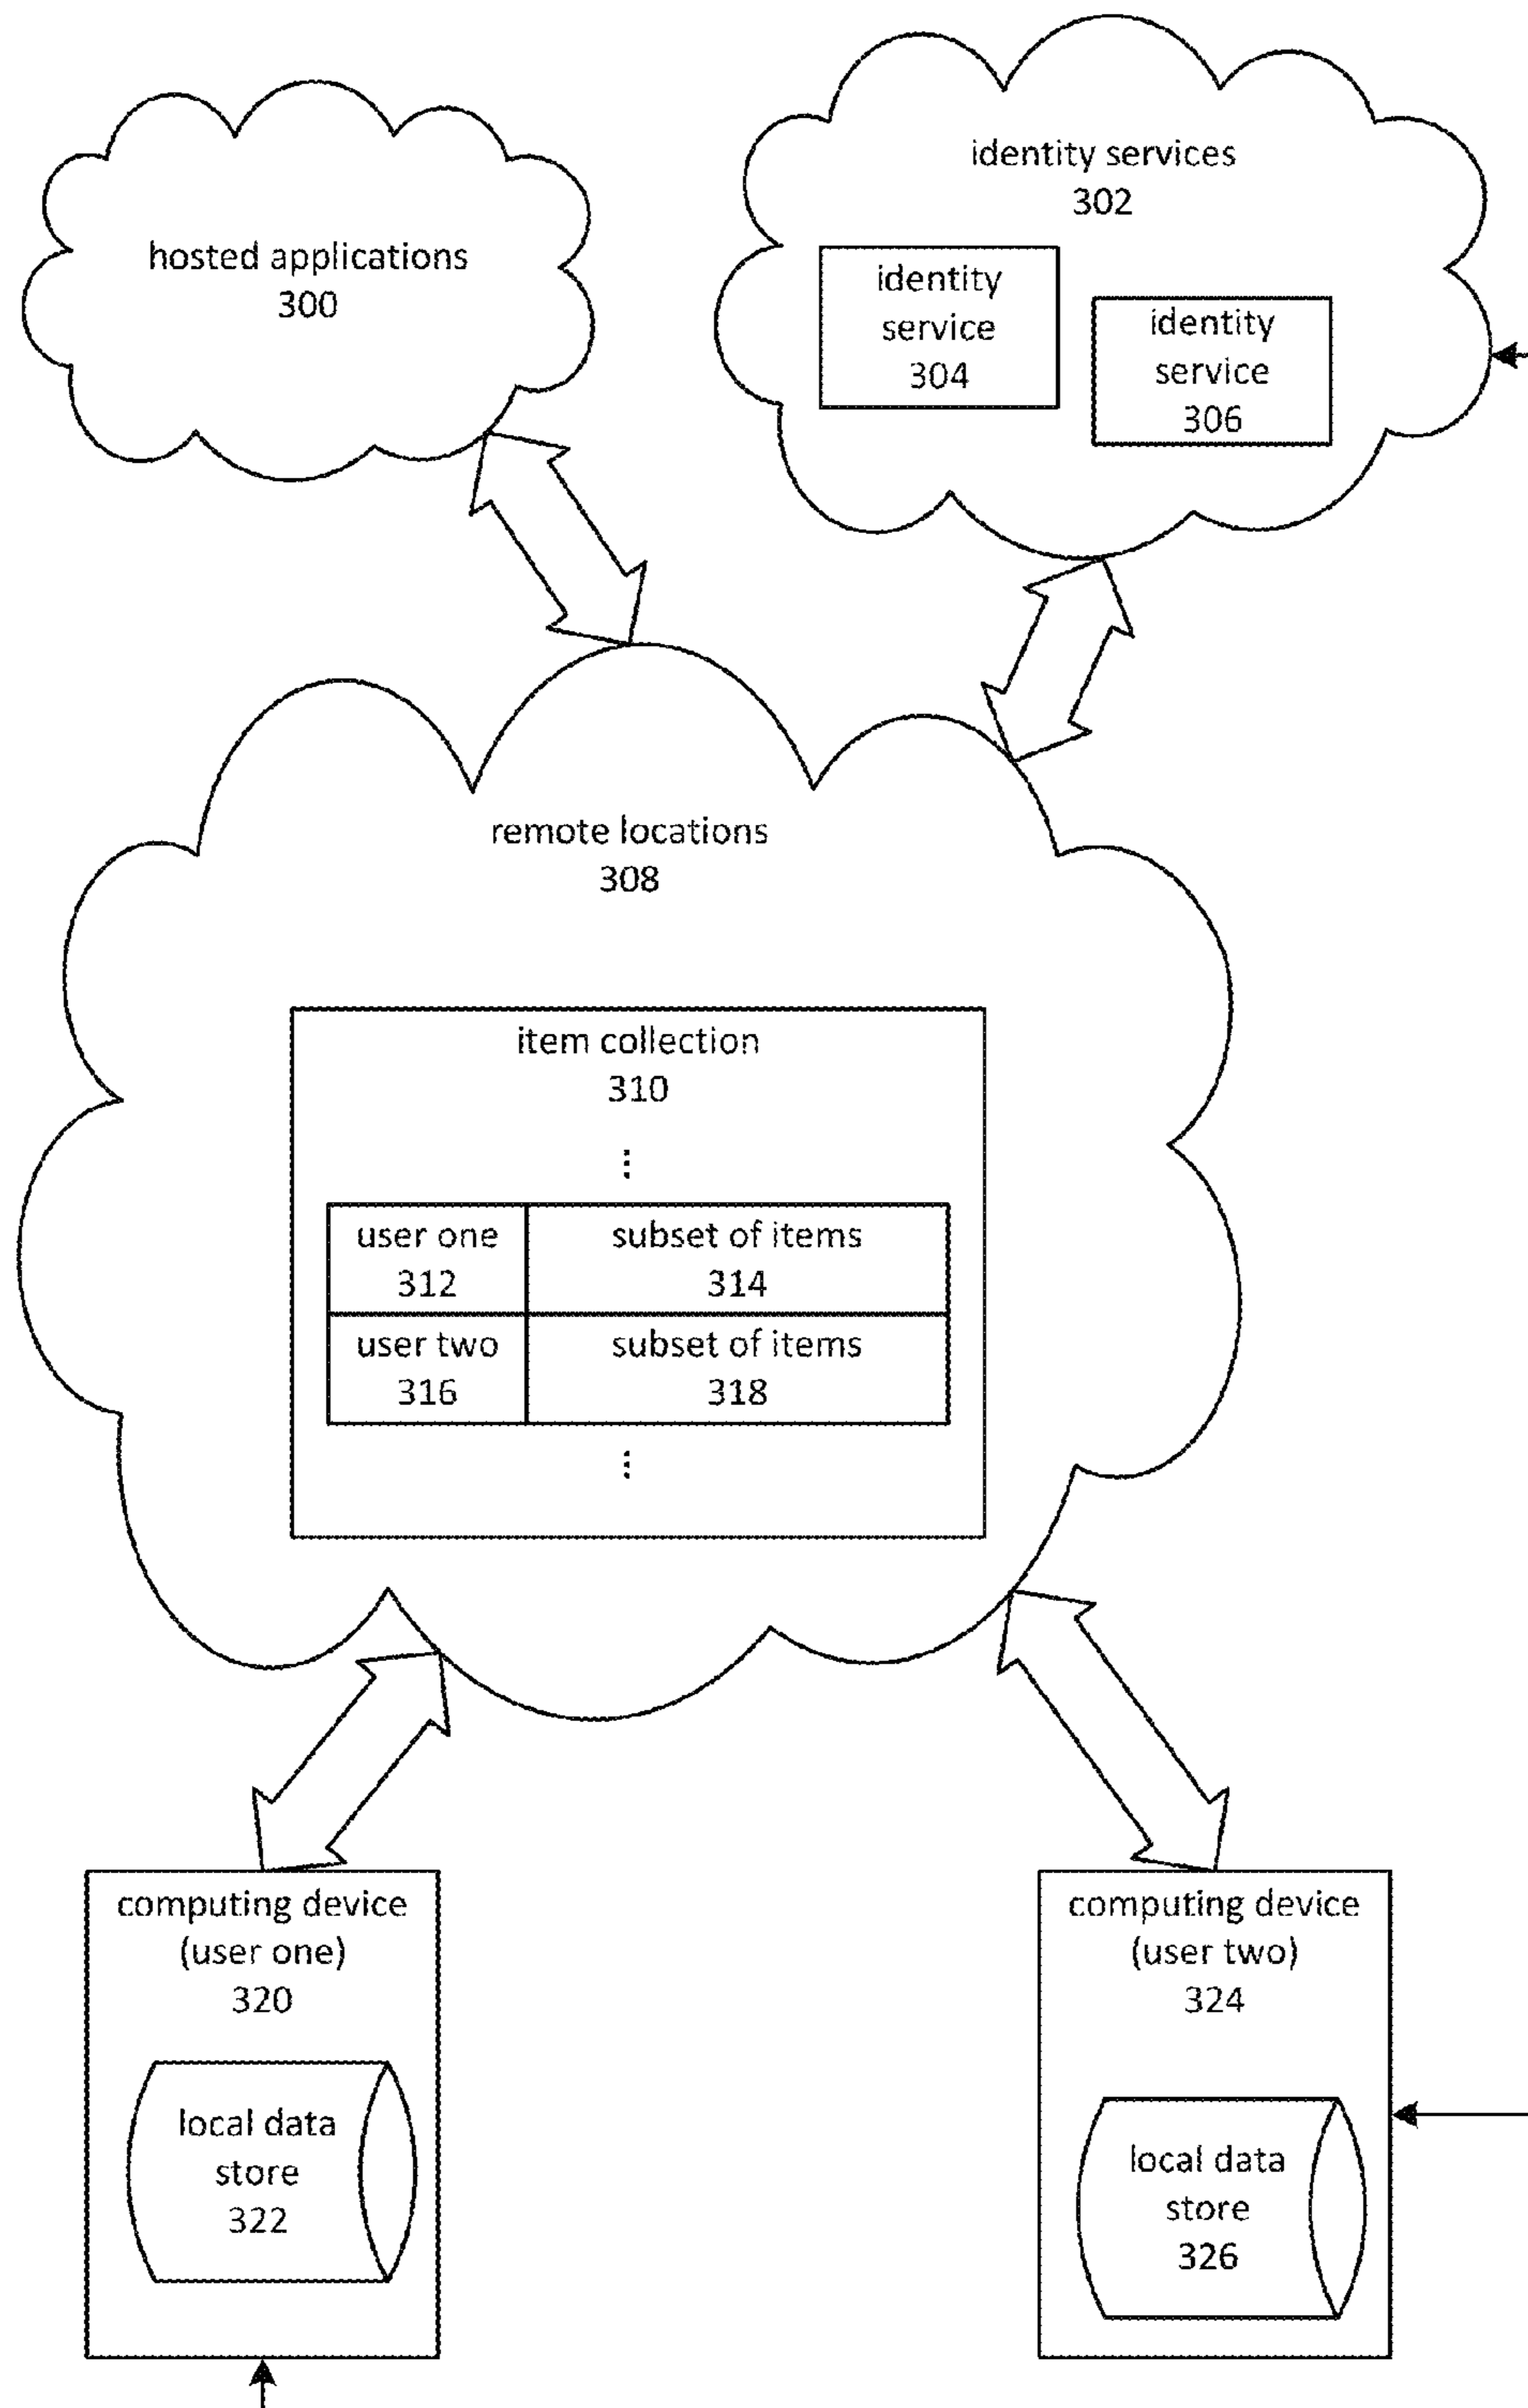 identity services
302
hosted applications
300
identity
service
304
identity
service
306
remote locations
308
item collection
310
⋮
user one
312
subset of items
314
user two
316
subset of items
318
⋮
computing device
(user one)
320
local data
store
322
computing device
(user two)
324
local data
store
326